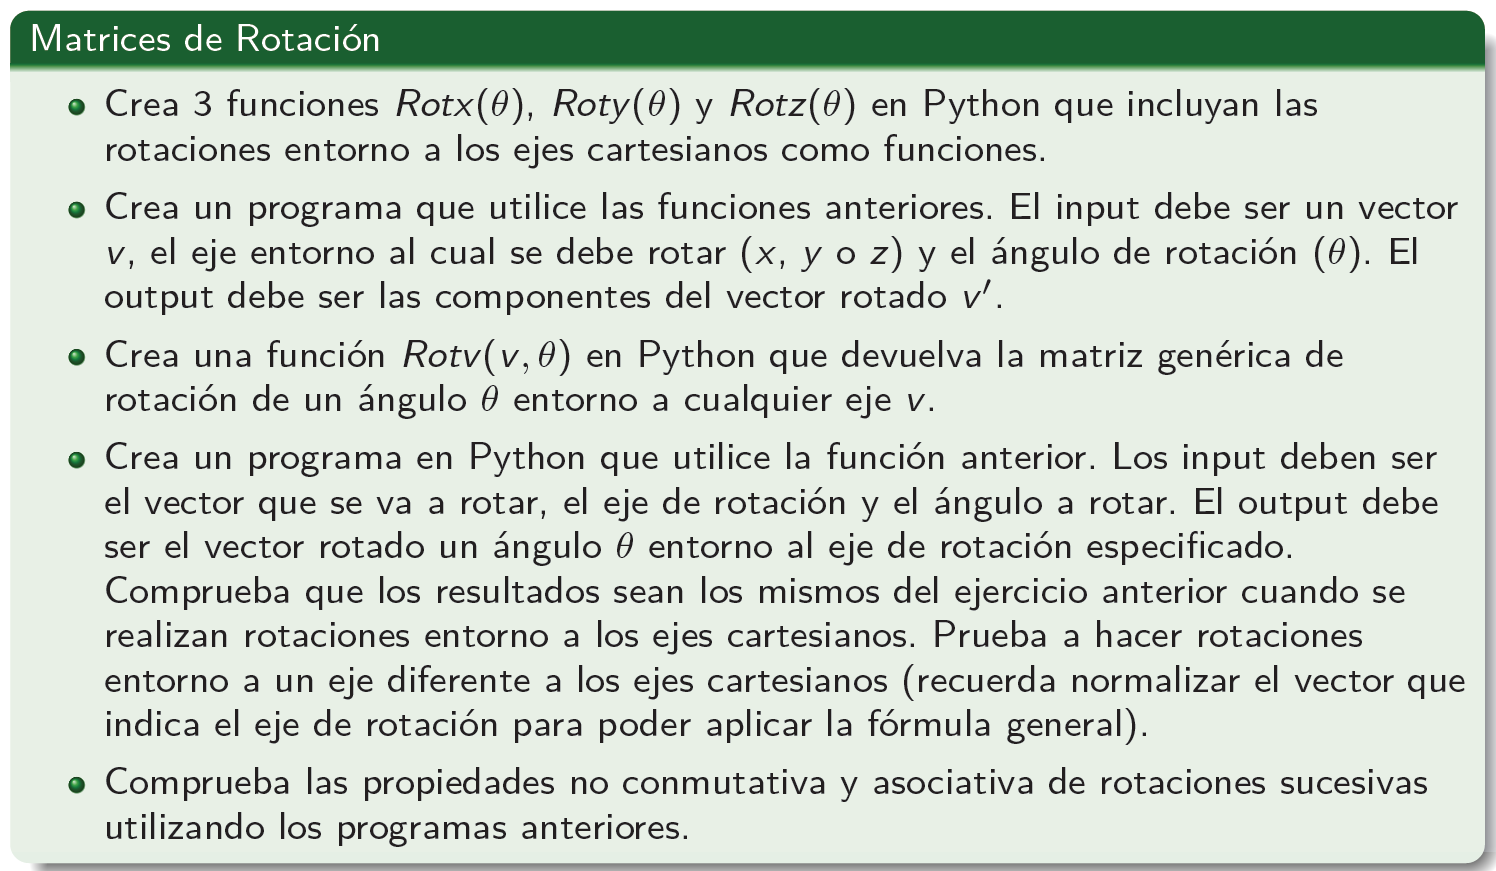 Matrices de Rotación
Crea 3 funciones Rotx(θ), Roty(θ) y Rotz(θ) en Python que incluyan las
rotaciones entorno a los ejes cartesianos como funciones.
Crea un programa que utilice las funciones anteriores. El input debe ser un vector
v, el eje entorno al cual se debe rotar (x, y o z) y el ángulo de rotación (θ). El
output debe ser las componentes del vector rotado v′.
Crea una función Rotv(v, θ) en Python que devuelva la matriz genérica de
rotación de un ángulo θ entorno a cualquier eje v.
Crea un programa en Python que utilice la función anterior. Los input deben ser
el vector que se va a rotar, el eje de rotación y el ángulo a rotar. El output debe
ser el vector rotado un ángulo θ entorno al eje de rotación especificado.
Comprueba que los resultados sean los mismos del ejercicio anterior cuando se
realizan rotaciones entorno a los ejes cartesianos. Prueba a hacer rotaciones
entorno a un eje diferente a los ejes cartesianos (recuerda normalizar el vector que
indica el eje de rotación para poder aplicar la fórmula general).
Comprueba las propiedades no conmutativa y asociativa de rotaciones sucesivas
utilizando los programas anteriores.